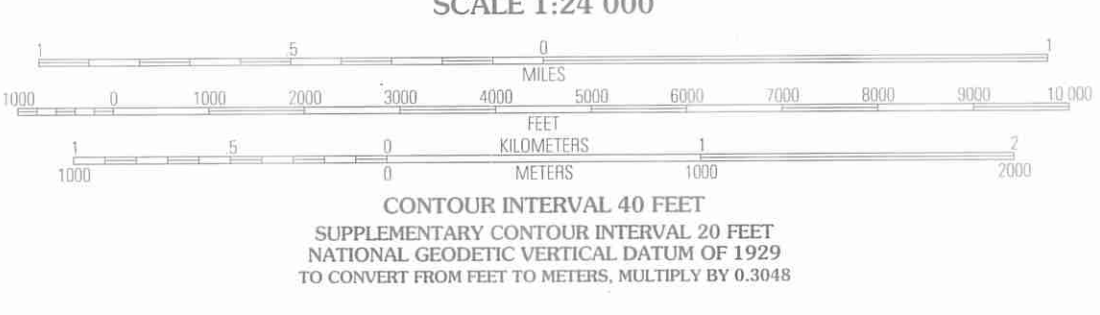 SCALE 1:24 000
1 .5 0 1
MILES
1000 0 1000 2000 3000 4000 5000 6000 7000 8000 9000 10 000
FEET
1 .5 0 KILOMETERS 1 2
1000 0 METERS 1000 2000
CONTOUR INTERVAL 40 FEET
SUPPLEMENTARY CONTOUR INTERVAL 20 FEET
NATIONAL GEODETIC VERTICAL DATUM OF 1929
TO CONVERT FROM FEET TO METERS, MULTIPLY BY 0.3048